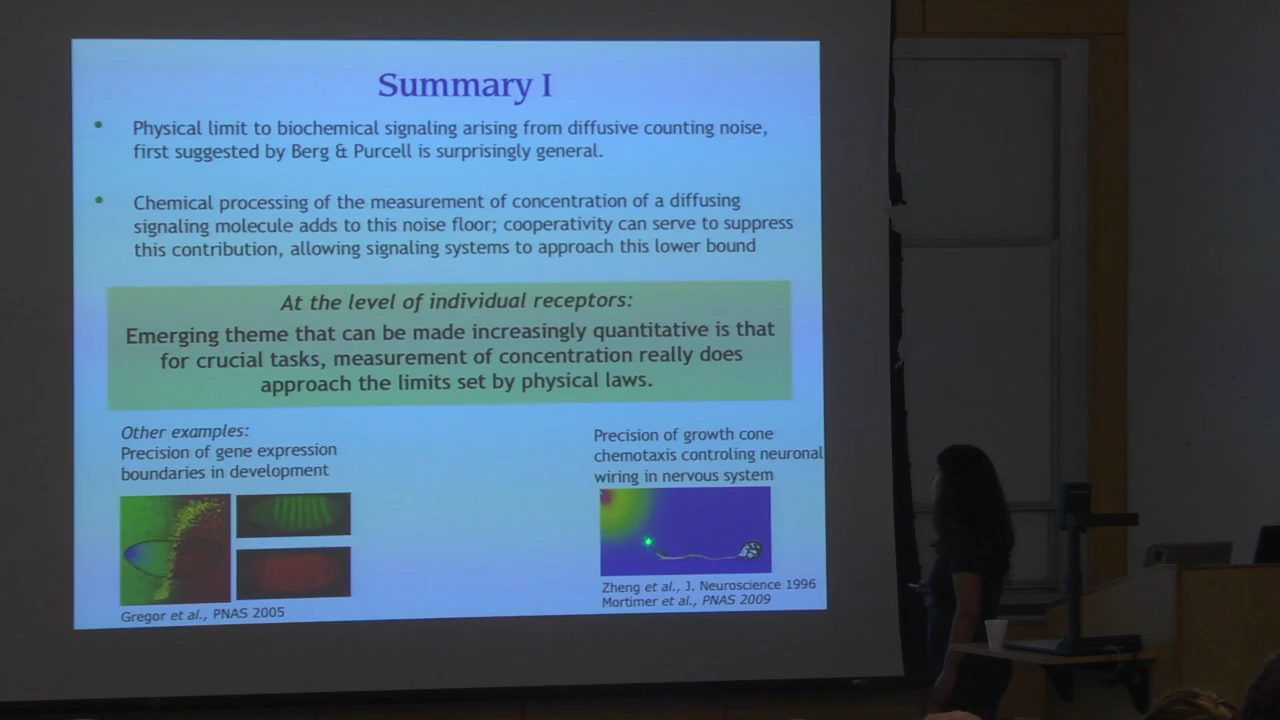 Summary I
Physical limit to biochemical signaling arising from diffusive counting noise,
first suggested by Berg & Purcell is surprisingly general.
Chemical processing of the measurement of concentration of a diffusing
signaling molecule adds to this noise floor; cooperativity can serve to suppress
this contribution, allowing signaling systems to approach this lower bound
At the level of individual receptors:
Emerging theme that can be made increasingly quantitative is that
for crucial tasks, measurement of concentration really does
approach the limits set by physical laws.
Other examples:
Precision of gene expression
boundaries in development
Gregor et al., PNAS 2005
Precision of growth cone
chemotaxis controling neuronal
wiring in nervous system
Zheng et al., J. Neuroscience 1996
Mortimer et al., PNAS 2009